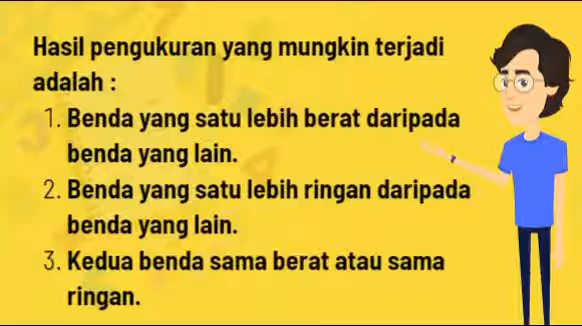 Hasil pengukuran yang mungkin terjadi
adalah :
1. Benda yang satu lebih berat daripada
benda yang lain.
2. Benda yang satu lebih ringan daripada
benda yang lain.
3. Kedua benda sama berat atau sama
ringan.